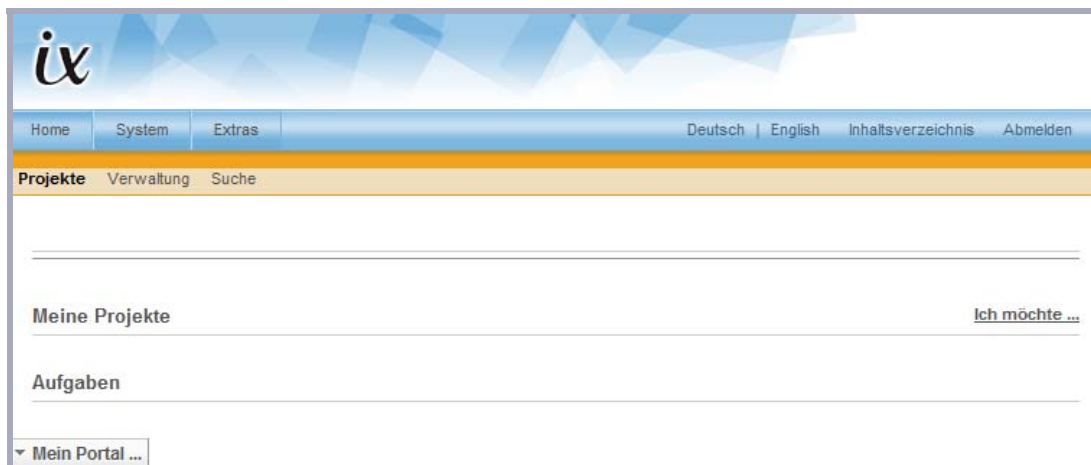 ix
Home System Extras Deutsch | English Inhaltsverzeichnis Abmelden
Projekte Verwaltung Suche
Meine Projekte Ich möchte ...
Aufgaben
Mein Portal ...